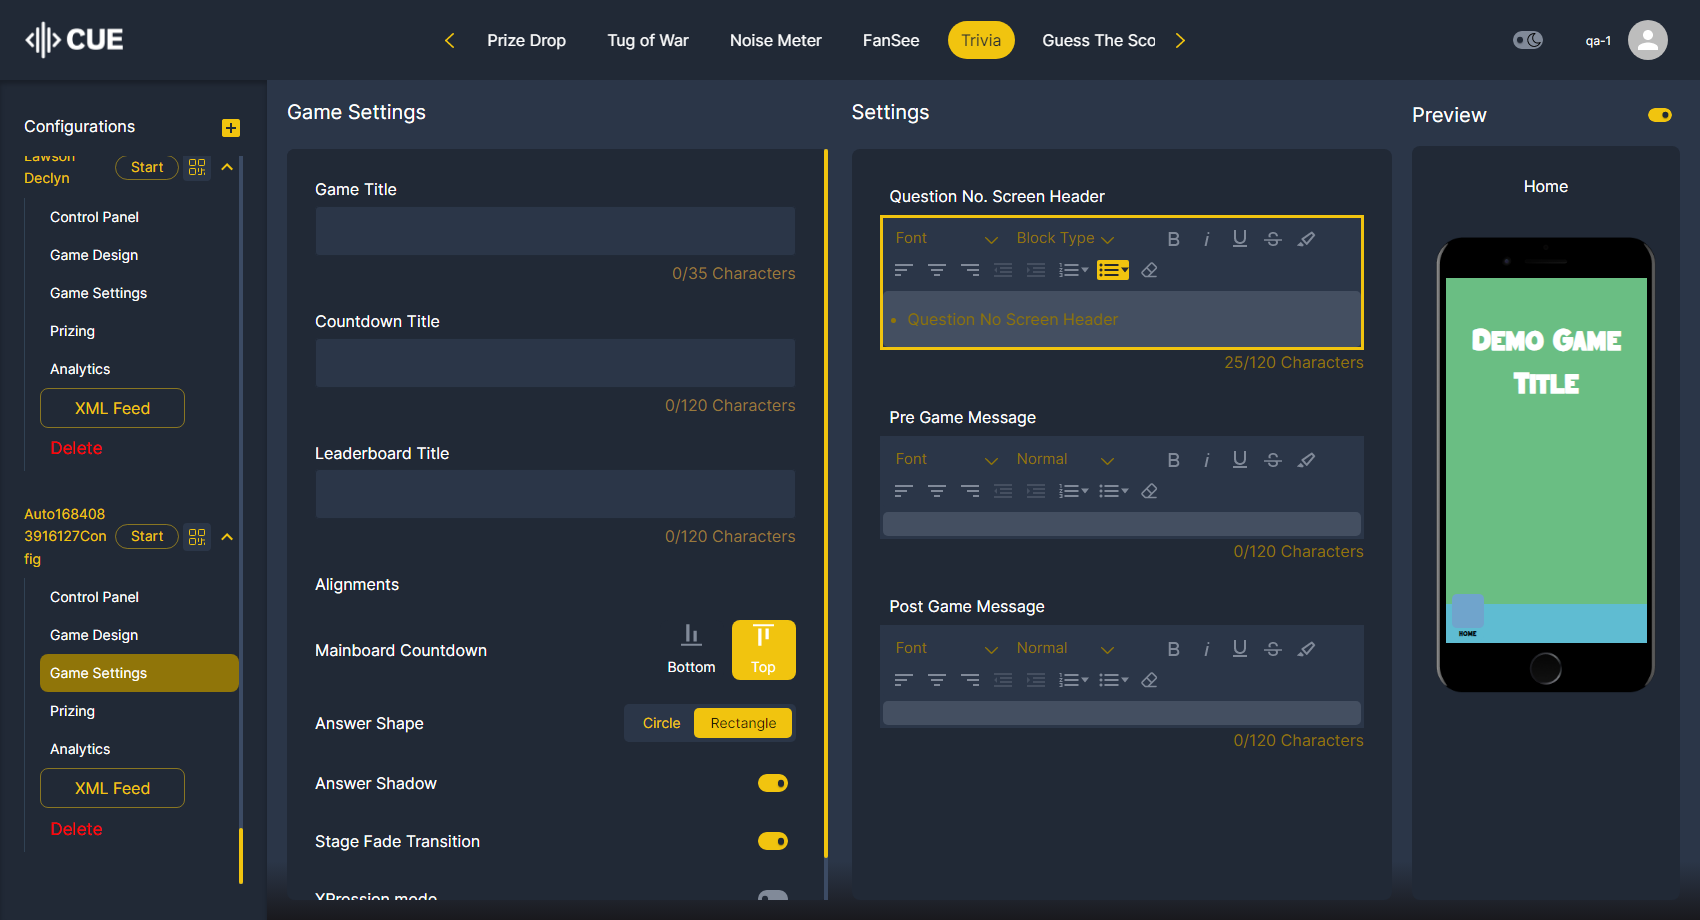 CUE
Prize Drop
Tug of War
Noise Meter
FanSee
Trivia
Guess The Sco
qa-1
Configurations
Lawson
Declyn
Start
Control Panel
Game Design
Game Settings
Prizing
Analytics
XML Feed
Delete
Auto168408
3916127Con
fig
Start
Control Panel
Game Design
Game Settings
Prizing
Analytics
XML Feed
Delete
Game Settings
Game Title
0/35 Characters
Countdown Title
0/120 Characters
Leaderboard Title
0/120 Characters
Alignments
Mainboard Countdown
Bottom
Top
Answer Shape
Circle
Rectangle
Answer Shadow
Stage Fade Transition
XPression mode
Settings
Question No. Screen Header
Font
Block Type
B i U S
• Question No Screen Header
25/120 Characters
Pre Game Message
Font
Normal
B i U S
0/120 Characters
Post Game Message
Font
Normal
B i U S
0/120 Characters
Preview
Home
Demo Game
Title
HOME